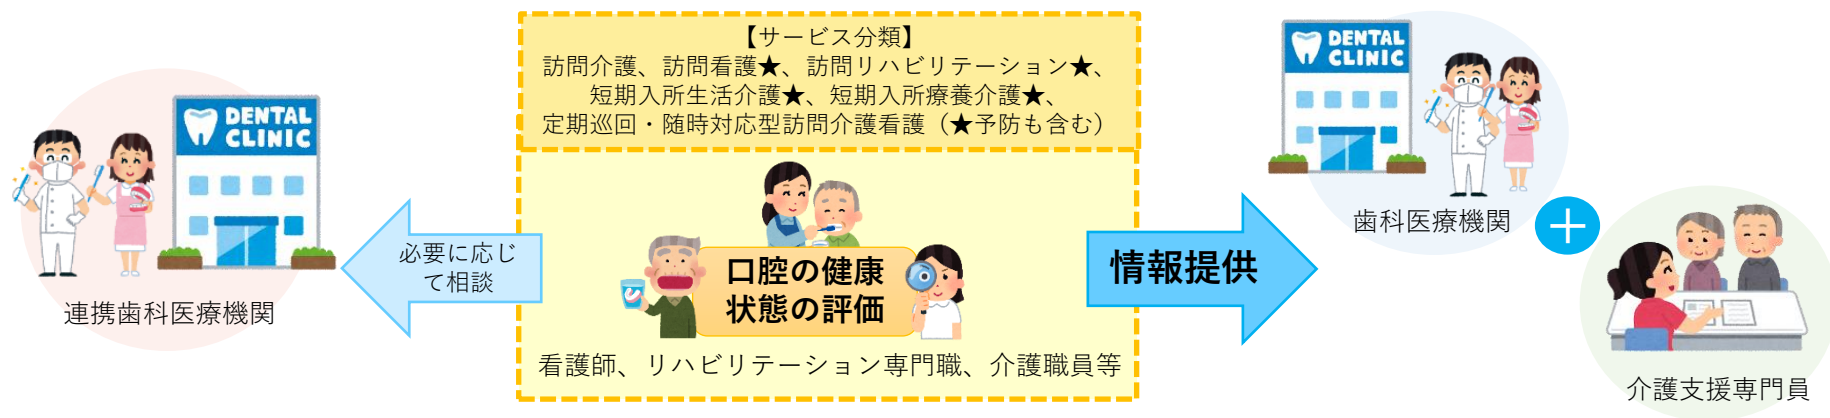 【サービス分類】
訪問介護、訪問看護★、訪問リハビリテーション★、
短期入所生活介護★、短期入所療養介護★、
定期巡回・随時対応型訪問介護看護（★予防も含む）
DENTAL
CLINIC
連携歯科医療機関
必要に応じ
て相談
口腔の健康
状態の評価
看護師、リハビリテーション専門職、介護職員等
情報提供
DENTAL
CLINIC
歯科医療機関
＋
介護支援専門員